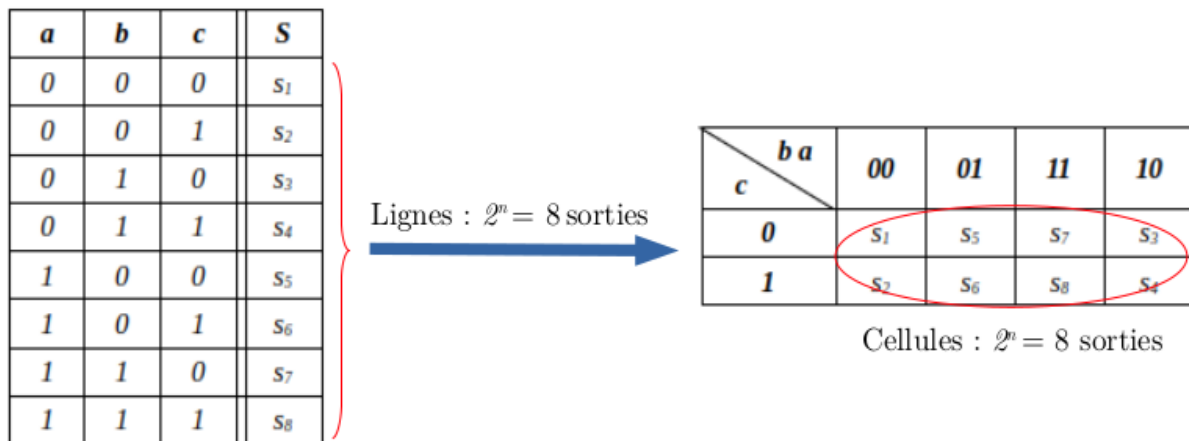 a b c S
0 0 0 s₁
0 0 1 s₂
0 1 0 s₃
0 1 1 s₄
1 0 0 s₅
1 0 1 s₆
1 1 0 s₇
1 1 1 s₈
Lignes : 2ⁿ = 8 sorties
b a
c
00 01 11 10
0 s₁ s₅ s₇ s₃
1 s₂ s₆ s₈ s₄
Cellules : 2ⁿ = 8 sorties